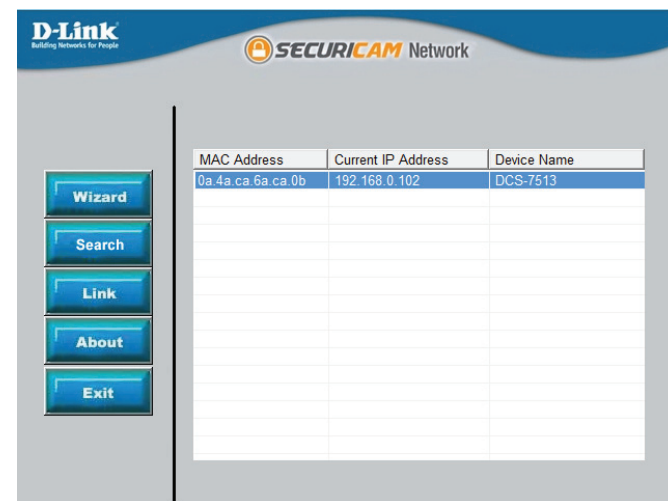 D-Link
Building Networks for People
SECURICAM Network
MAC Address Current IP Address Device Name
0a.4a.ca.6a.ca.0b 192.168.0.102 DCS-7513
Wizard
Search
Link
About
Exit